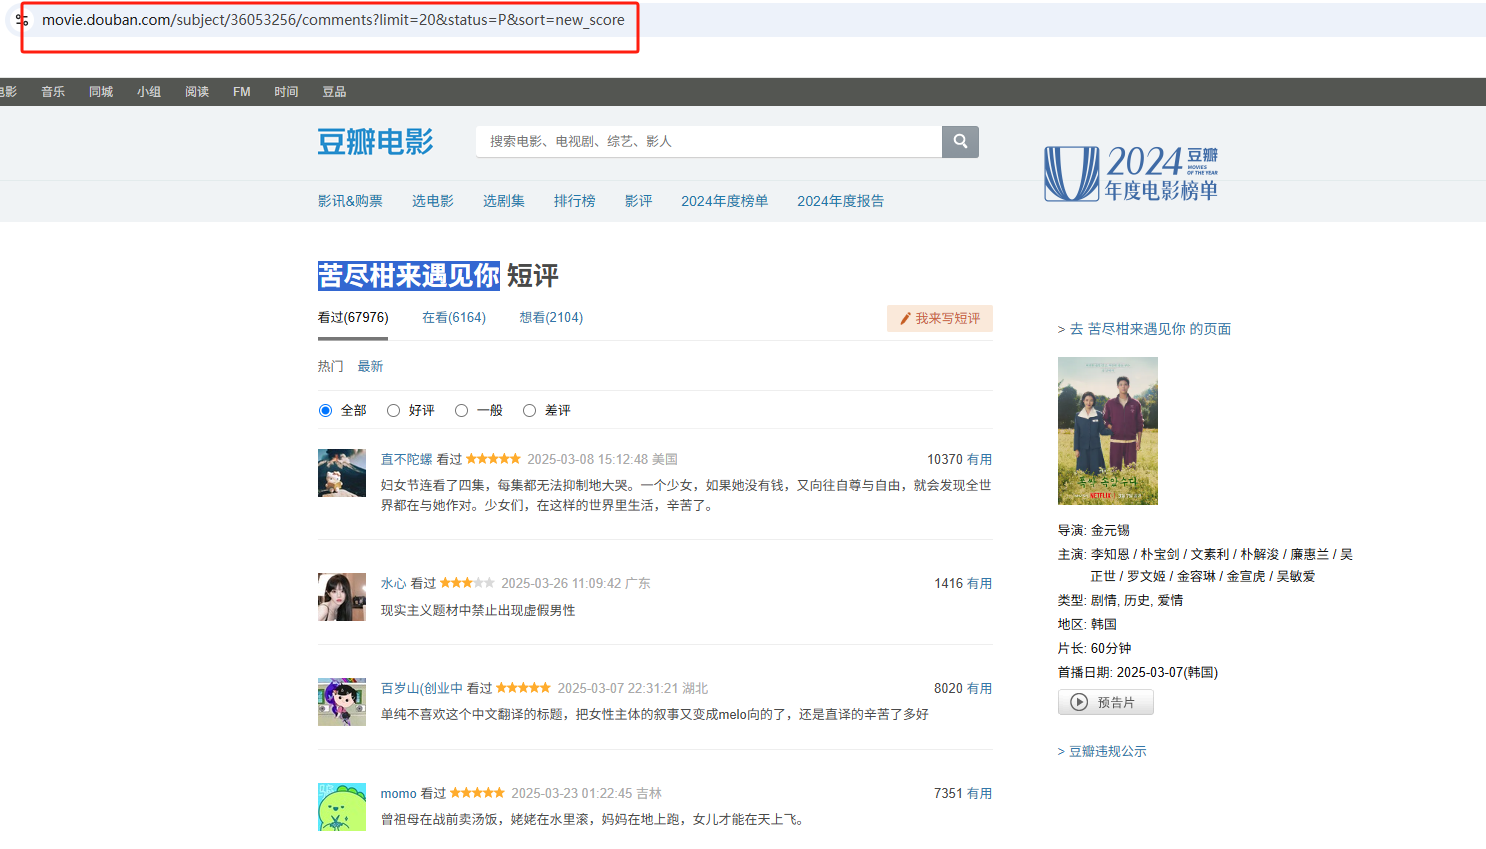 movie.douban.com/subject/36053256/comments?limit=20&status=P&sort=new_score
电影 音乐 同城 小组 阅读 FM 时间 豆品
豆瓣电影
搜索电影、电视剧、综艺、影人
2024 豆瓣
MOVIES OF THE YEAR
年度电影榜单
影讯&购票 选电影 选剧集 排行榜 影评 2024年度榜单 2024年度报告
苦尽柑来遇见你 短评
看过(67976) 在看(6164) 想看(2104)
我来写短评
热门 最新
全部 好评 一般 差评
直不陀螺 看过 2025-03-08 15:12:48 美国
10370 有用
妇女节连看了四集，每集都无法抑制地大哭。一个少女，如果她没有钱，又向往自尊与自由，就会发现全世
界都在与她作对。少女们，在这样的世界里生活，辛苦了。
水心 看过 2025-03-26 11:09:42 广东
1416 有用
现实主义题材中禁止出现虚假男性
百岁山(创业中 看过 2025-03-07 22:31:21 湖北
8020 有用
单纯不喜欢这个中文翻译的标题，把女性主体的叙事又变成melo向的了，还是直译的辛苦了多好
momo 看过 2025-03-23 01:22:45 吉林
7351 有用
曾祖母在战前卖汤饭，姥姥在水里滚，妈妈在地上跑，女儿才能在天上飞。
> 去 苦尽柑来遇见你 的页面
폭싹 속았수다
NETFLIX
导演: 金元锡
主演: 李知恩 / 朴宝剑 / 文素利 / 朴解浚 / 廉惠兰 / 吴
正世 / 罗文姬 / 金容琳 / 金宣虎 / 吴敏爱
类型: 剧情, 历史, 爱情
地区: 韩国
片长: 60分钟
首播日期: 2025-03-07(韩国)
预告片
> 豆瓣违规公示